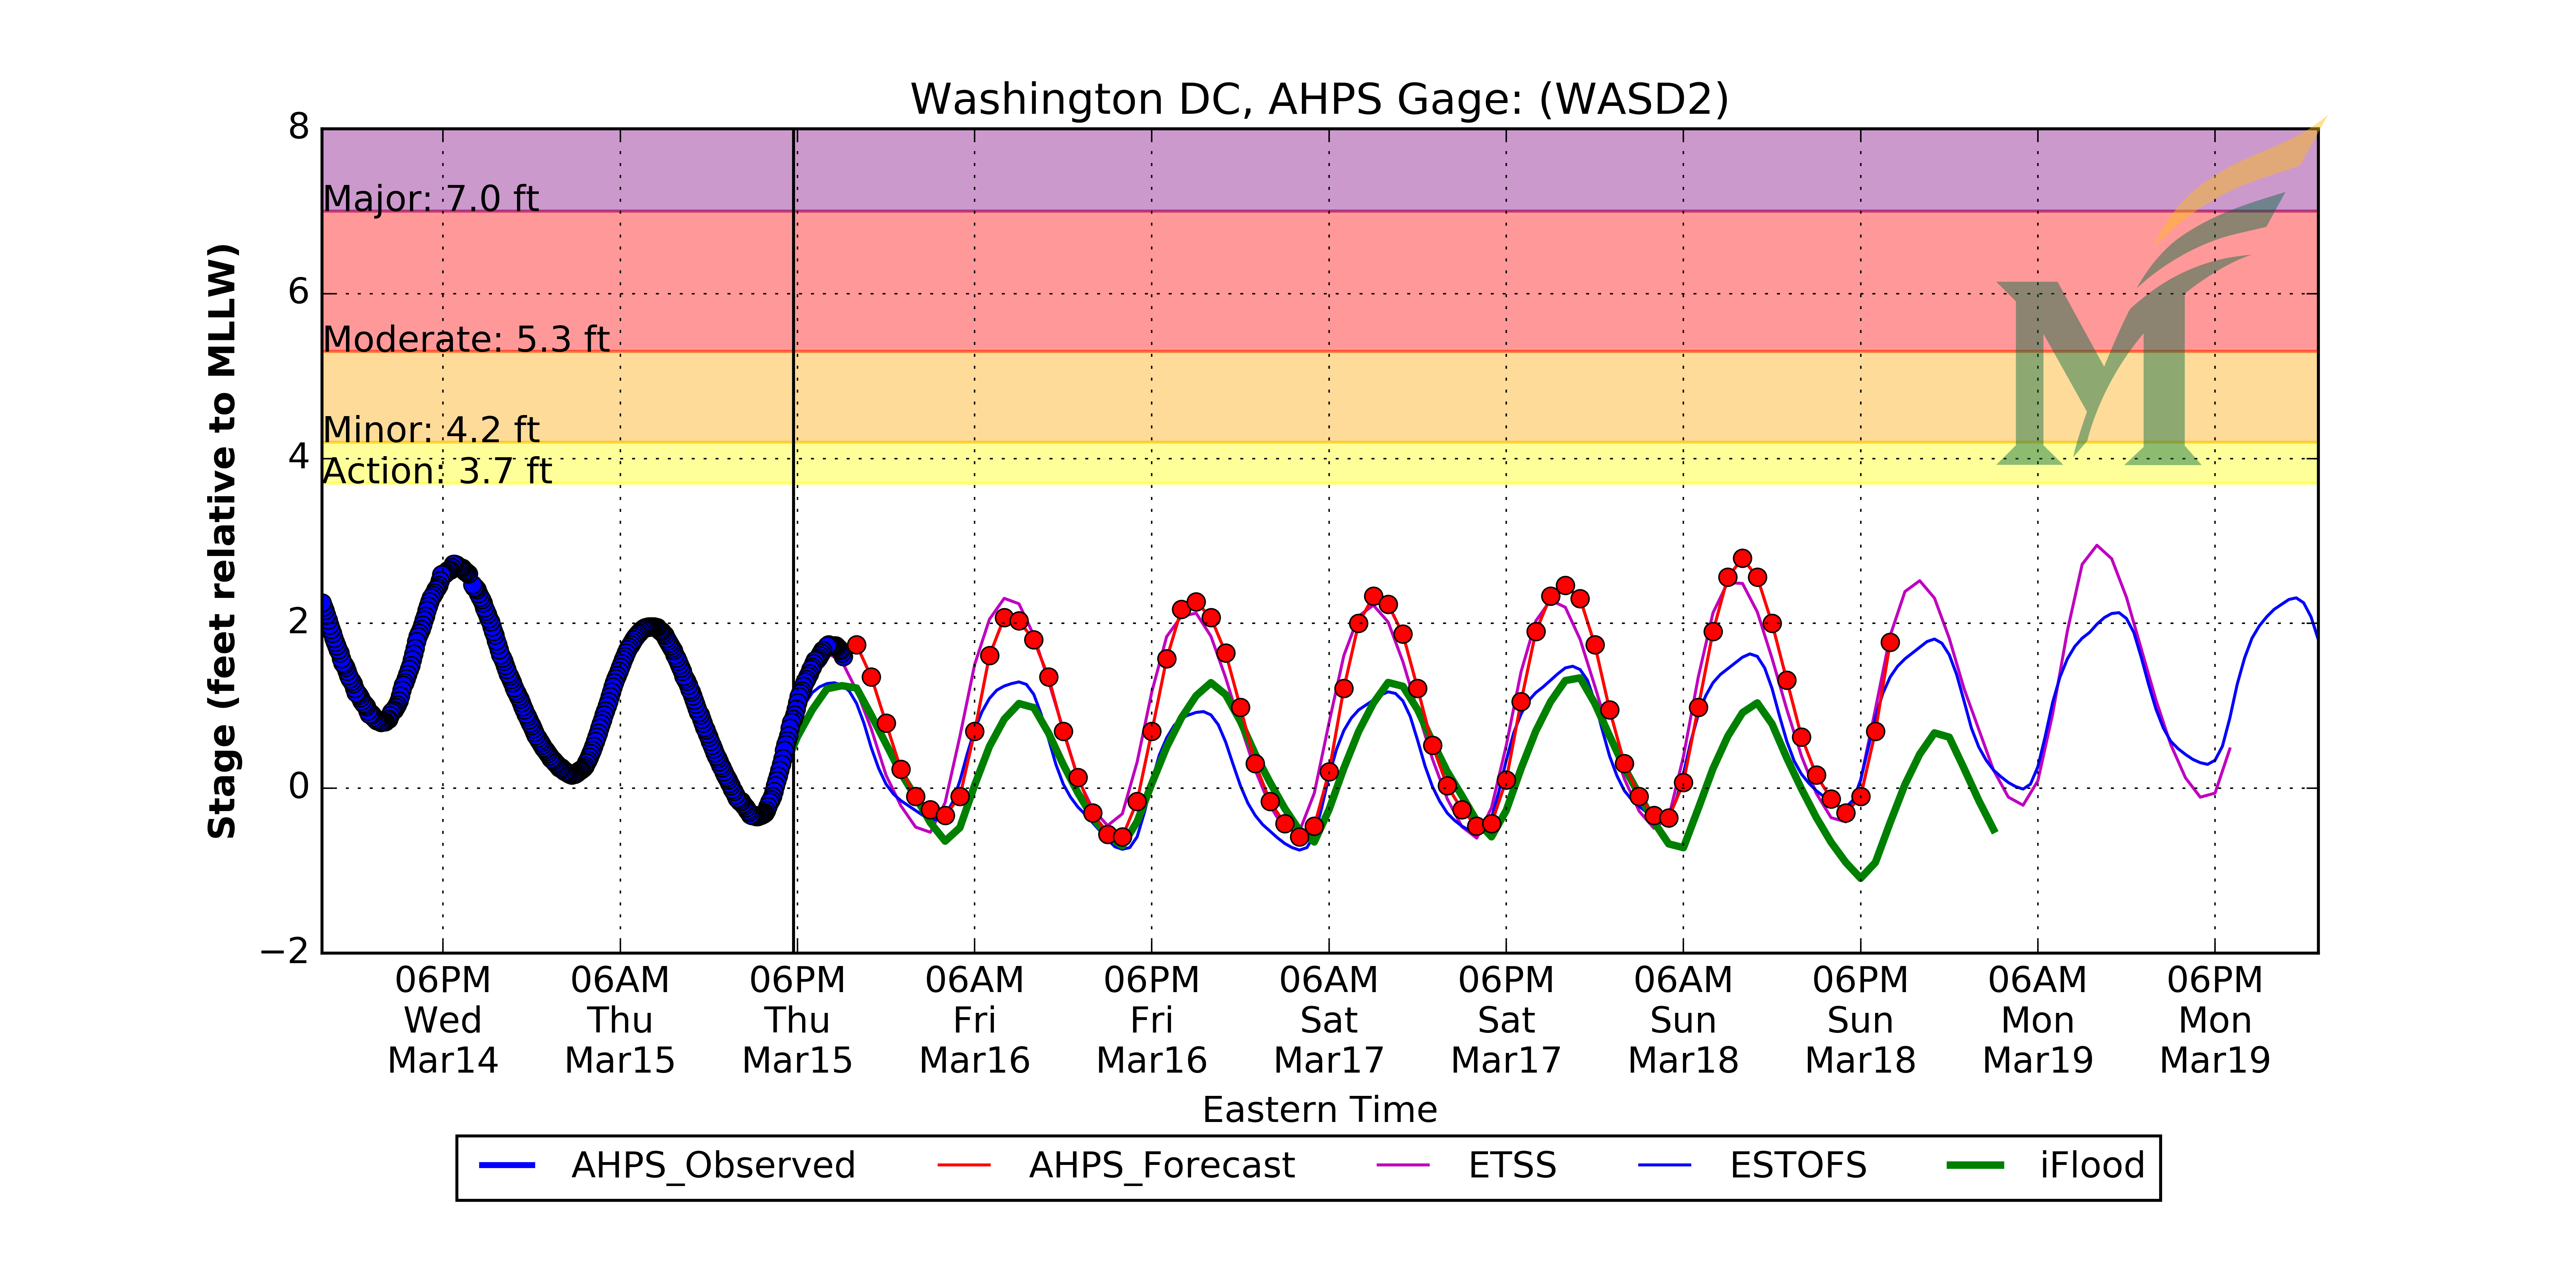 Washington DC, AHPS Gage: (WASD2)
8
Major: 7.0 ft
6
Moderate: 5.3 ft
Minor: 4.2 ft
4
Action: 3.7 ft
2
0
−2
Stage (feet relative to MLLW)
M
06PM 06AM 06PM 06AM 06PM 06AM 06PM 06AM 06PM 06AM 06PM
Wed Thu Thu Fri Fri Sat Sat Sun Sun Mon Mon
Mar14 Mar15 Mar15 Mar16 Mar16 Mar17 Mar17 Mar18 Mar18 Mar19 Mar19
Eastern Time
AHPS_Observed AHPS_Forecast ETSS ESTOFS iFlood